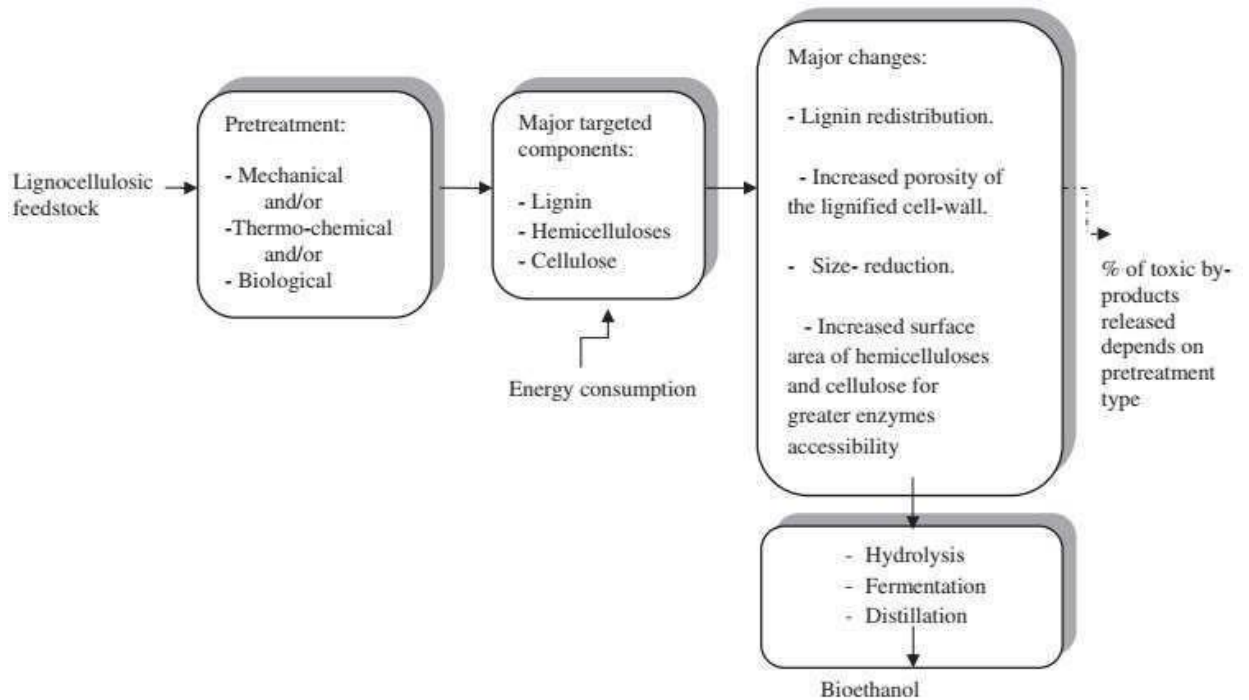 Lignocellulosic
feedstock
Pretreatment:
- Mechanical
and/or
-Thermo-chemical
and/or
- Biological
Major targeted
components:
- Lignin
- Hemicelluloses
- Cellulose
Energy consumption
Major changes:
- Lignin redistribution.
- Increased porosity of
the lignified cell-wall.
- Size- reduction.
- Increased surface
area of hemicelluloses
and cellulose for
greater enzymes
accessibility
% of toxic by-
products
released
depends on
pretreatment
type
- Hydrolysis
- Fermentation
- Distillation
Bioethanol